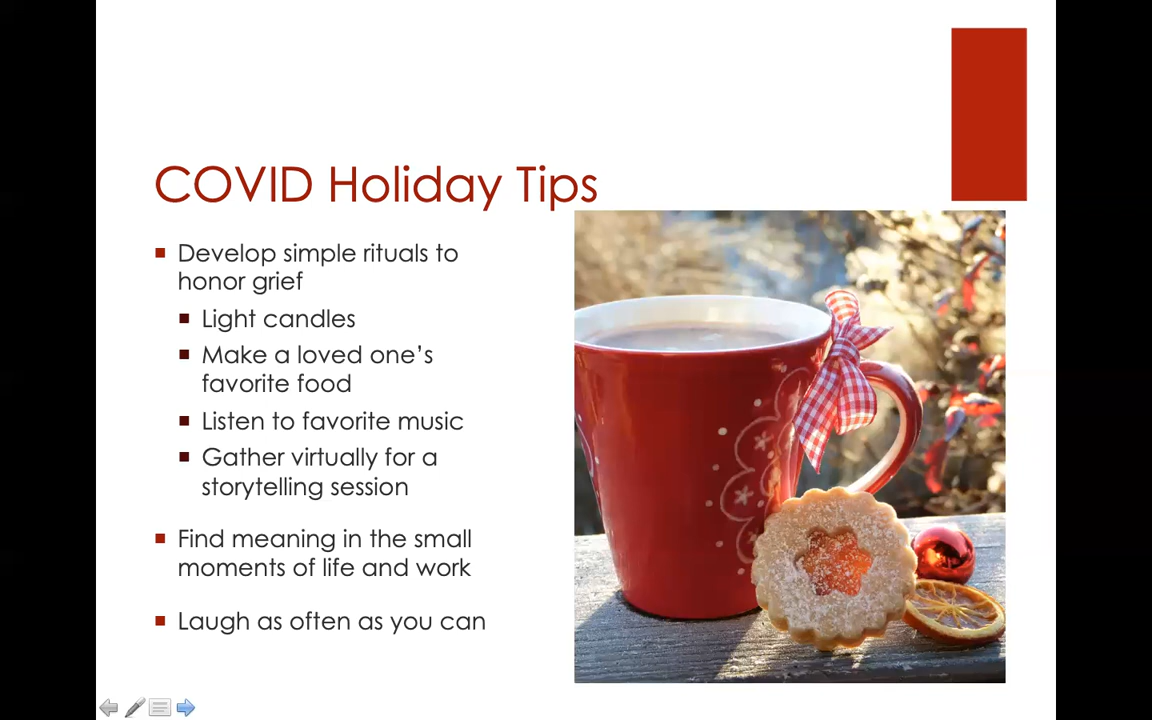 COVID Holiday Tips
Develop simple rituals to
honor grief
Light candles
Make a loved one’s
favorite food
Listen to favorite music
Gather virtually for a
storytelling session
Find meaning in the small
moments of life and work
Laugh as often as you can